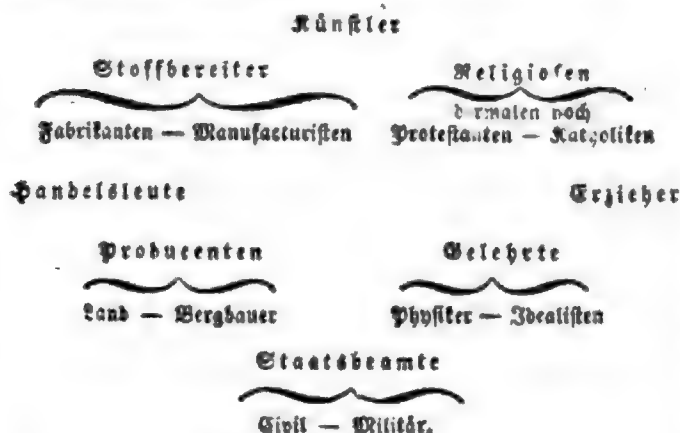 Künstler
Stoffbereiter Religiosen
dermalen noch
Fabrikanten — Manufacturisten Protestanten — Katholiken
Handelsleute Erzieher
Producenten Gelehrte
Land — Bergbauer Physiker — Idealisten
Staatsbeamte
Civil — Militär.